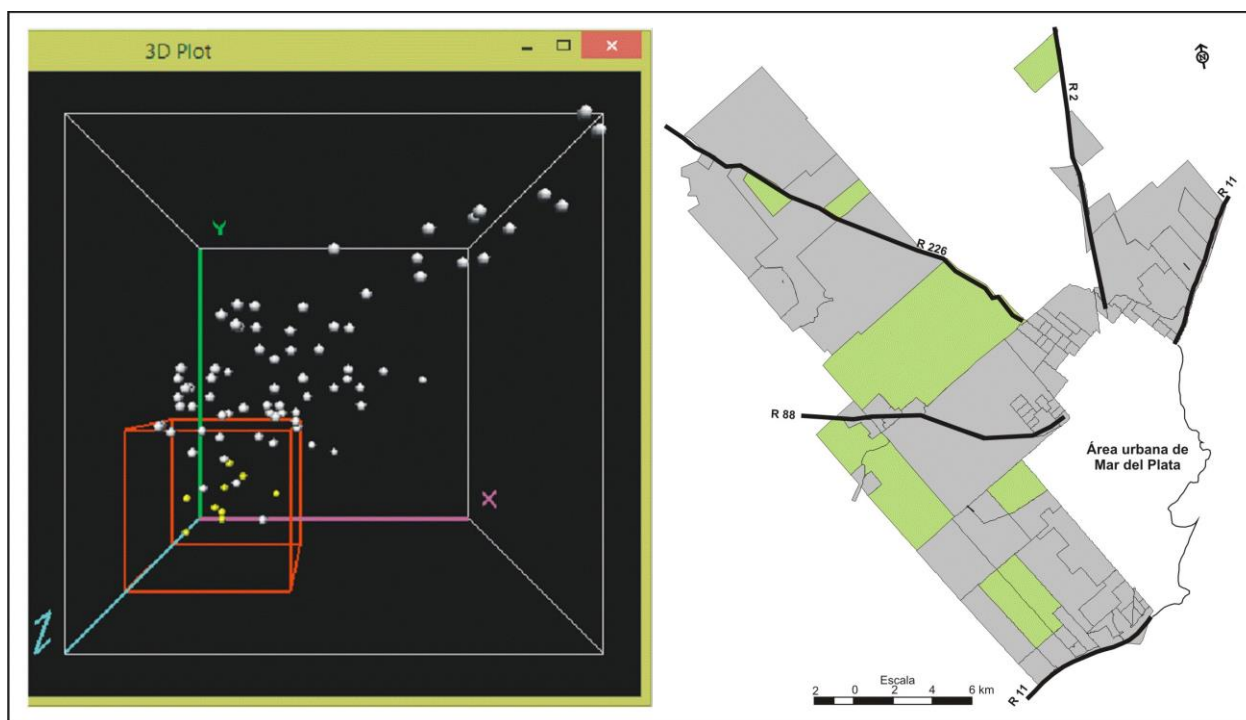 3D Plot
Y
X
Z
R 2
R 11
R 226
R 88
Área urbana de
Mar del Plata
R 11
Escala
2 0 2 4 6 km
N